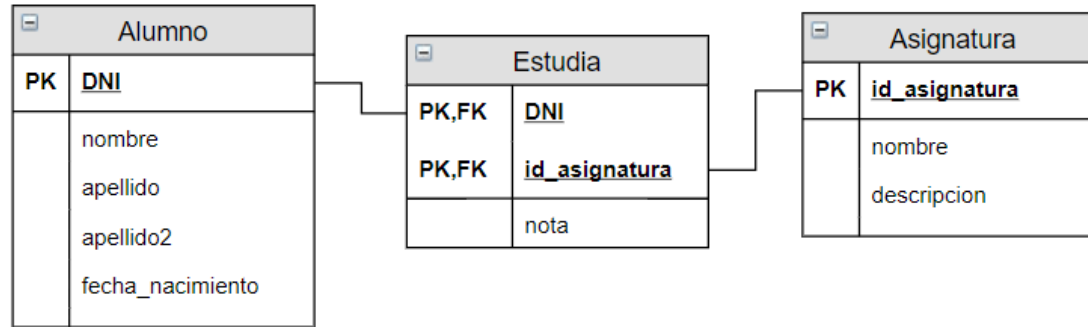 Alumno
PK DNI
nombre
apellido
apellido2
fecha_nacimiento
Estudia
PK,FK DNI
PK,FK id_asignatura
nota
Asignatura
PK id_asignatura
nombre
descripcion